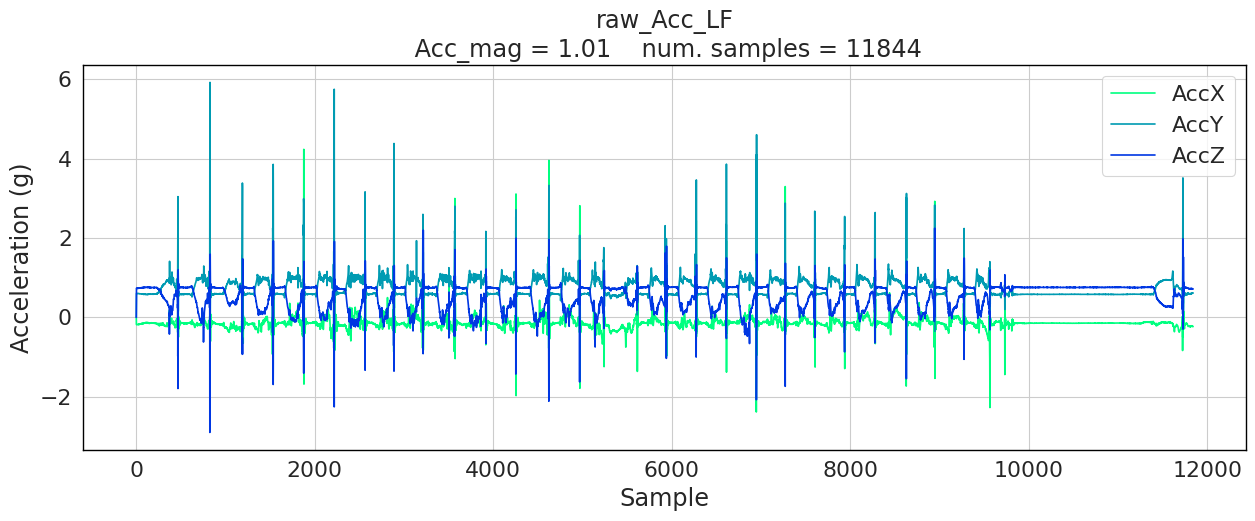 raw_Acc_LF
Acc_mag = 1.01    num. samples = 11844
Acceleration (g)
6
4
2
0
−2
AccX
AccY
AccZ
0 2000 4000 6000 8000 10000 12000
Sample